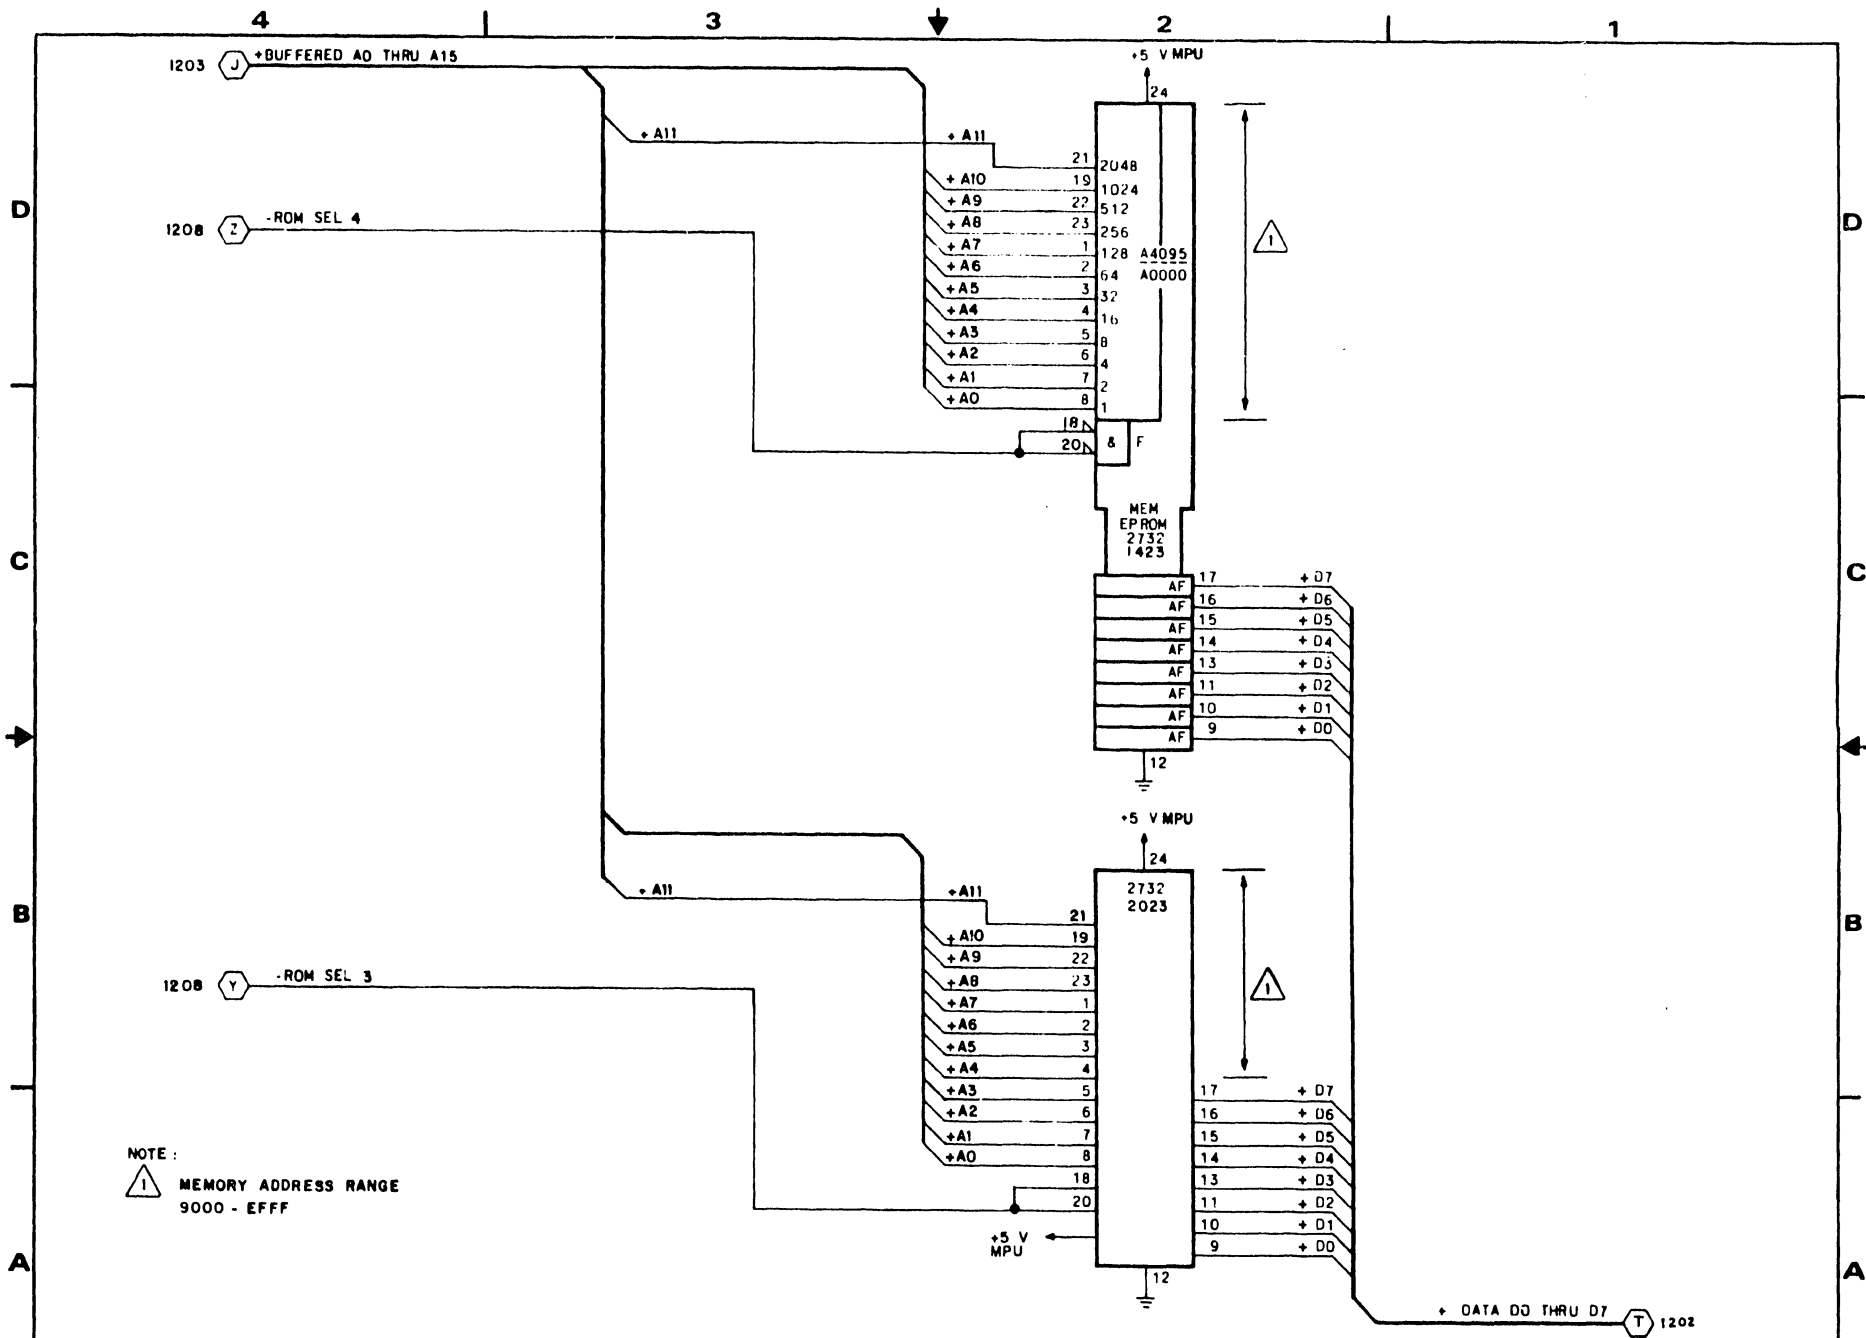 4 3 2 1
1203 J +BUFFERED A0 THRU A15
+5 V MPU
24
+ A11 + A11 21 2048
+ A10 19 1024
+ A9 22 512
+ A8 23 256
+ A7 1 128 A4095
+ A6 2 64 A0000
+ A5 3 32
+ A4 4 16
+ A3 5 8
+ A2 6 4
+ A1 7 2
+ A0 8 1
D D
1
1208 Z -ROM SEL 4
18
20 & F
MEM
EPROM
2732
1423
C C
AF 17 + D7
AF 16 + D6
AF 15 + D5
AF 14 + D4
AF 13 + D3
AF 11 + D2
AF 10 + D1
AF 9 + D0
12
+5 V MPU
24
2732
2023
B B
+ A11 +A11 21
+ A10 19
+ A9 22
+A8 23
+A7 1
+A6 2
+A5 3
+A4 4
+A3 5
+A2 6
+A1 7
+A0 8
18
20
1
1208 Y -ROM SEL 3
17 + D7
16 + D6
15 + D5
14 + D4
13 + D3
11 + D2
10 + D1
9 + D0
+5 V
MPU
12
NOTE :
1 MEMORY ADDRESS RANGE
9000 - EFFF
A A
+ DATA D0 THRU D7 T 1202